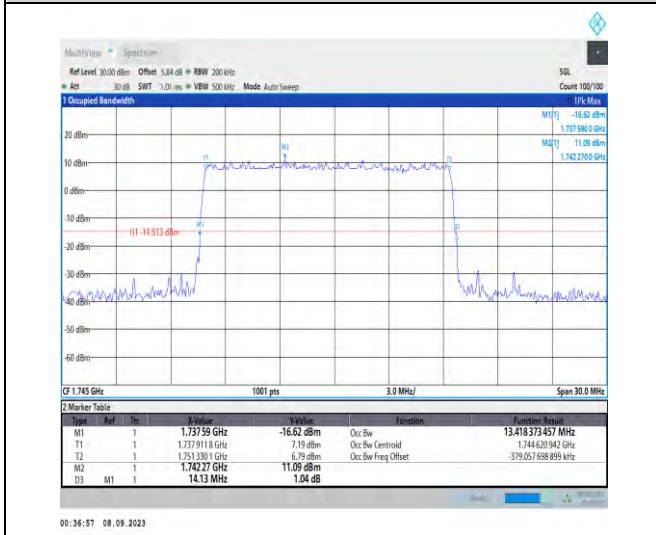 MultiView Spectrum
Ref Level 30.00 dBm Offset 5.84 dB RBW 200 kHz SGL
Att 30 dB SWT 1.01 ms VBW 500 kHz Mode Auto Sweep Count 100/100
1 Occupied Bandwidth 1Pk Max
M1[1] -16.62 dBm
1.737 590 0 GHz
M2[1] 11.09 dBm
1.742 270 0 GHz
20 dBm
10 dBm
0 dBm
-10 dBm
H1 -14.913 dBm
-20 dBm
-30 dBm
-40 dBm
-50 dBm
-60 dBm
T1
M2
T2
M1
CF 1.745 GHz 1001 pts 3.0 MHz/ Span 30.0 MHz
2 Marker Table
Type Ref Trc X-Value Y-Value Function Function Result
M1 1 1.737 59 GHz -16.62 dBm Occ Bw 13.418 373 457 MHz
T1 1 1.737 911 8 GHz 7.19 dBm Occ Bw Centroid 1.744 620 942 GHz
T2 1 1.751 330 1 GHz 6.79 dBm Occ Bw Freq Offset -379.057 698 899 kHz
M2 1 1.742 27 GHz 11.09 dBm
D3 M1 1 14.13 MHz 1.04 dB
00:36:57 08.09.2023